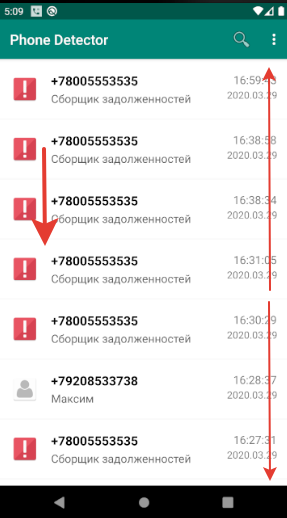 5:09
Phone Detector
+78005553535 16:59
Сборщик задолженностей 2020.03.29
+78005553535 16:38:58
Сборщик задолженностей 2020.03.29
+78005553535 16:38:34
Сборщик задолженностей 2020.03.29
+78005553535 16:31:05
Сборщик задолженностей 2020.03.29
+78005553535 16:30:29
Сборщик задолженностей 2020.03.29
+79208533738 16:28:37
Максим 2020.03.29
+78005553535 16:27:31
Сборщик задолженностей 2020.03.29